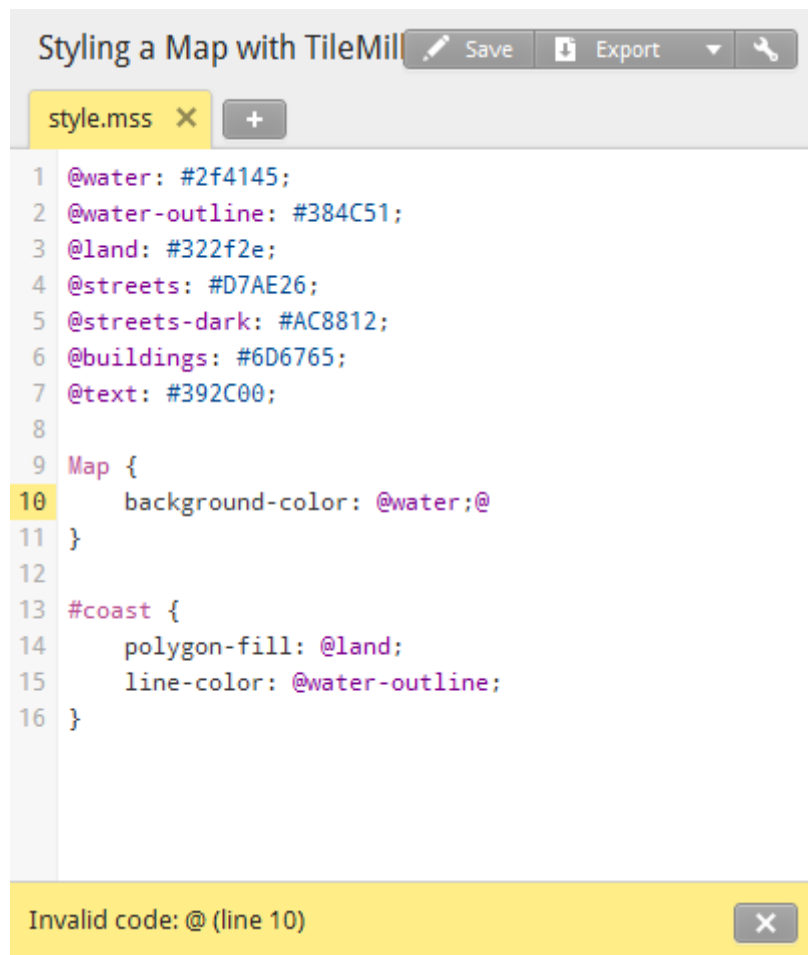 Styling a Map with TileMill Save Export
style.mss
1 @water: #2f4145;
2 @water-outline: #384C51;
3 @land: #322f2e;
4 @streets: #D7AE26;
5 @streets-dark: #AC8812;
6 @buildings: #6D6765;
7 @text: #392C00;
8
9 Map {
10 background-color: @water;@
11 }
12
13 #coast {
14 polygon-fill: @land;
15 line-color: @water-outline;
16 }
Invalid code: @ (line 10)